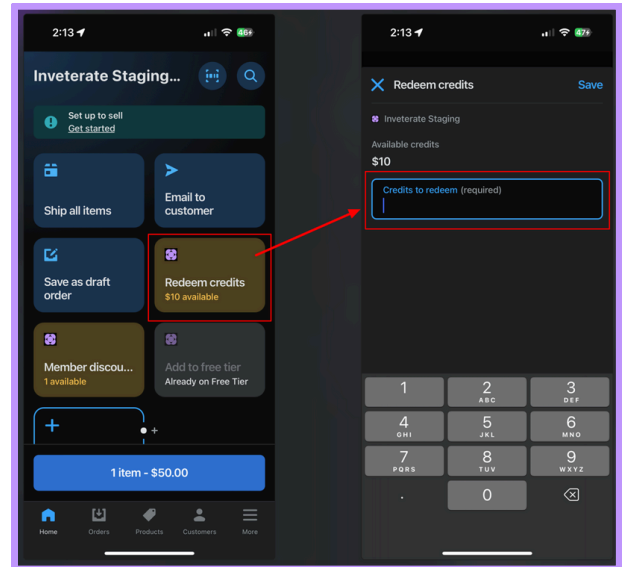 2:13
46
Inveterate Staging...
Set up to sell
Get started
Ship all items
Email to
customer
Save as draft
order
Redeem credits
$10 available
Member discou...
1 available
Add to free tier
Already on Free Tier
1 item - $50.00
Home
Orders
Products
Customers
More
2:13
47
Redeem credits
Save
Inveterate Staging
Available credits
$10
Credits to redeem (required)
1
2
ABC
3
DEF
4
GHI
5
JKL
6
MNO
7
PQRS
8
TUV
9
WXYZ
.
0